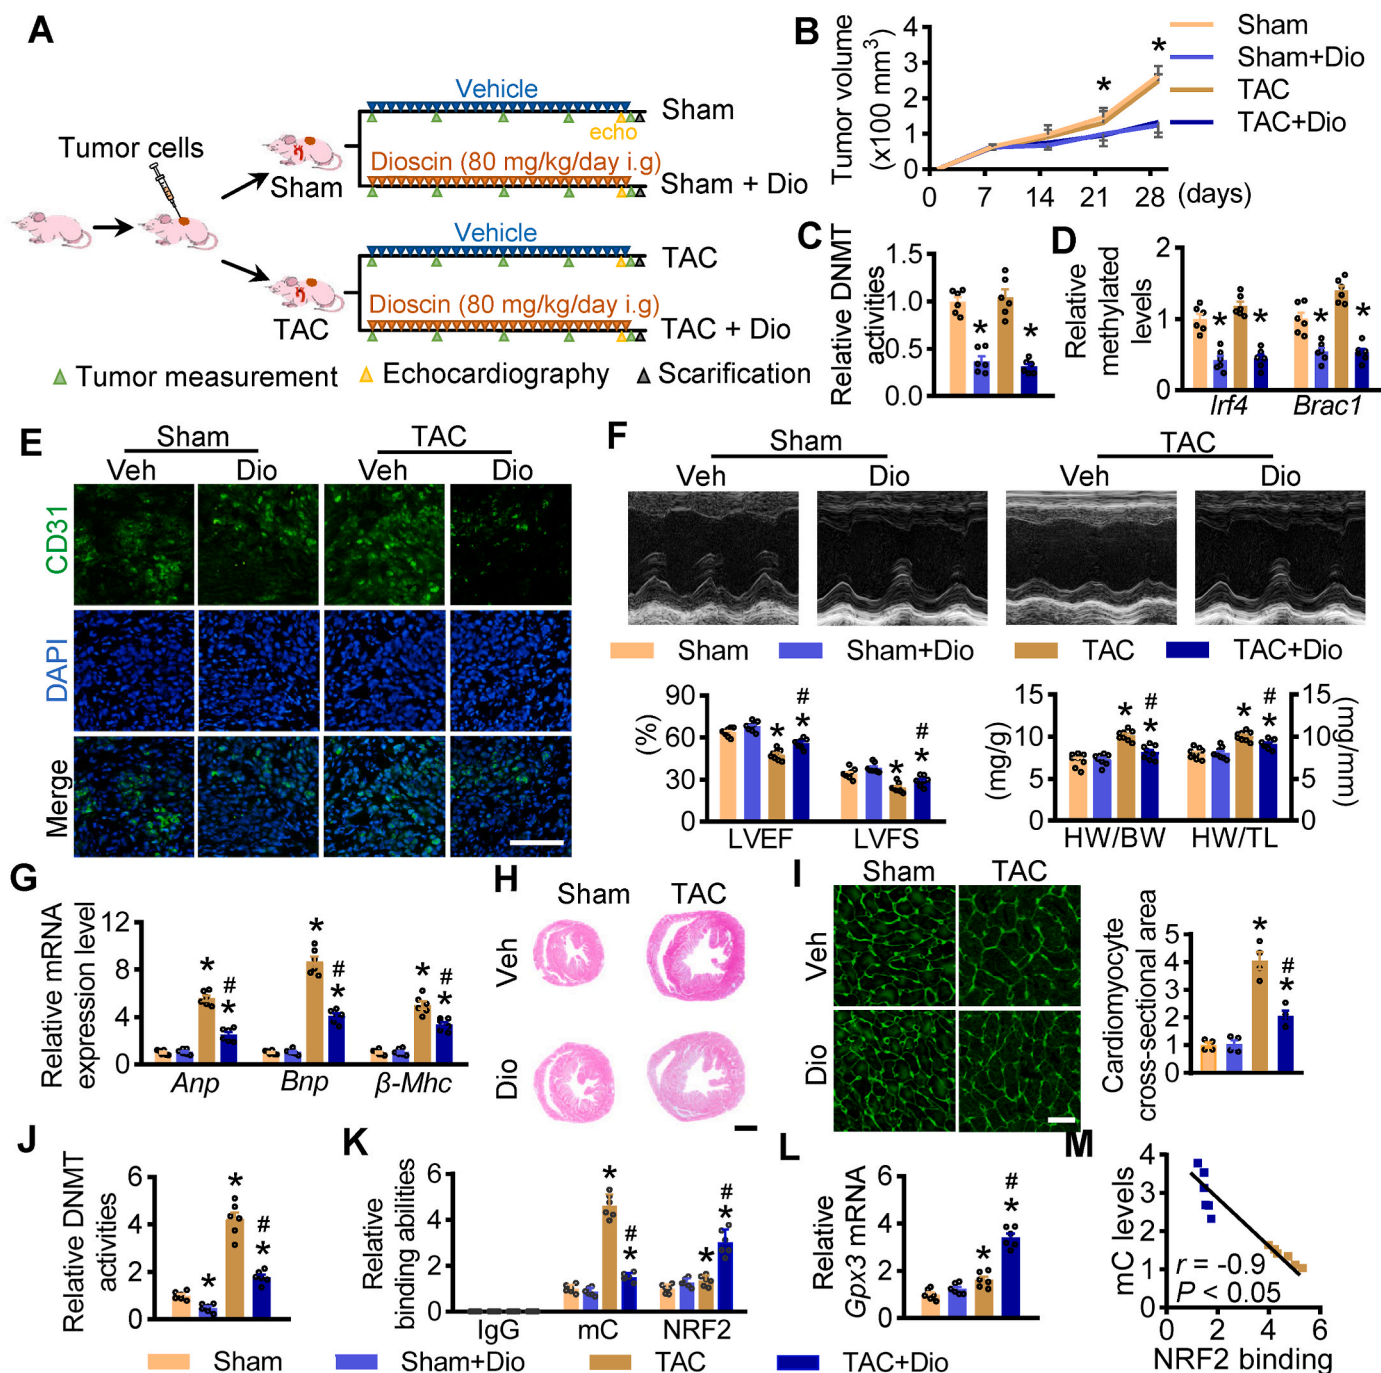 A
Tumor cells
Sham
TAC
Vehicle
echo
Sham
Dioscin (80 mg/kg/day i.g)
Sham + Dio
Vehicle
TAC
Dioscin (80 mg/kg/day i.g)
TAC + Dio
Tumor measurement
Echocardiography
Scarification
B
Tumor volume
(x100 mm³)
4
3
2
1
0
0 7 14 21 28 (days)
* *
Sham
Sham+Dio
TAC
TAC+Dio
C
Relative DNMT
activities
1.5
1.0
0.5
0.0
* *
D
Relative
methylated
levels
2
1
0
* * * *
Irf4 Brac1
E
Sham TAC
Veh Dio Veh Dio
CD31
DAPI
Merge
F
Sham TAC
Veh Dio Veh Dio
Sham Sham+Dio TAC TAC+Dio
(%)
90
60
30
0
# #
* * * *
LVEF LVFS
(mg/g)
15
10
5
0
# #
* * * *
HW/BW HW/TL
15
10
5
0
(mg/mm)
G
Relative mRNA
expression level
12
8
4
0
# # #
* * * * * *
Anp Bnp β-Mhc
H
Sham TAC
Veh
Dio
I
Sham TAC
Veh
Dio
Cardiomyocyte
cross-sectional area
5
4
3
2
1
0
#
* *
J
Relative DNMT
activities
6
4
2
0
#
* * *
K
Relative
binding abilities
6
4
2
0
# #
* * * *
IgG mC NRF2
L
Relative
Gpx3 mRNA
6
4
2
0
#
* *
M
mC levels
4
3
2
1
0
r = -0.9
P < 0.05
0 2 4 6
NRF2 binding
Sham Sham+Dio TAC TAC+Dio